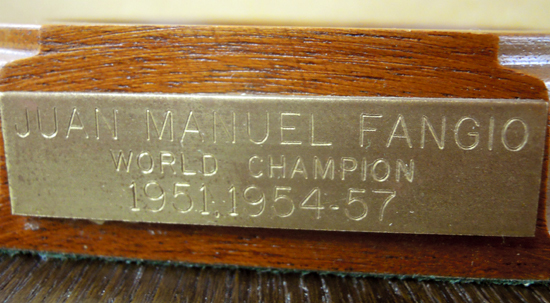 JUAN MANUEL FANGIO
WORLD CHAMPION
1951, 1954-57